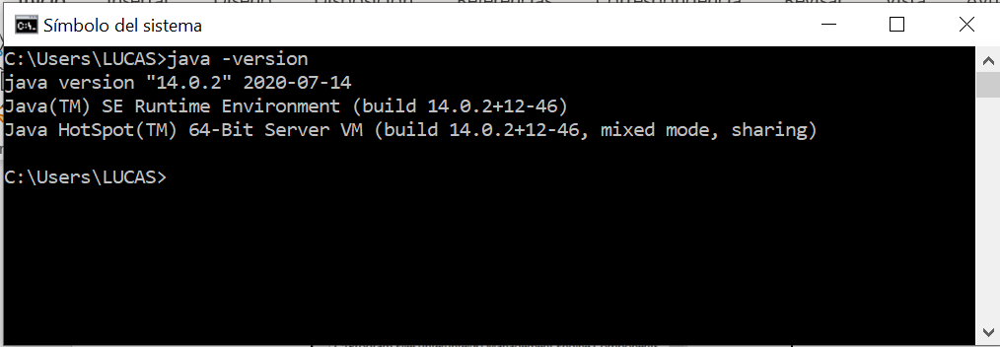 Símbolo del sistema
C:\Users\LUCAS>java -version
java version "14.0.2" 2020-07-14
Java(TM) SE Runtime Environment (build 14.0.2+12-46)
Java HotSpot(TM) 64-Bit Server VM (build 14.0.2+12-46, mixed mode, sharing)
C:\Users\LUCAS>